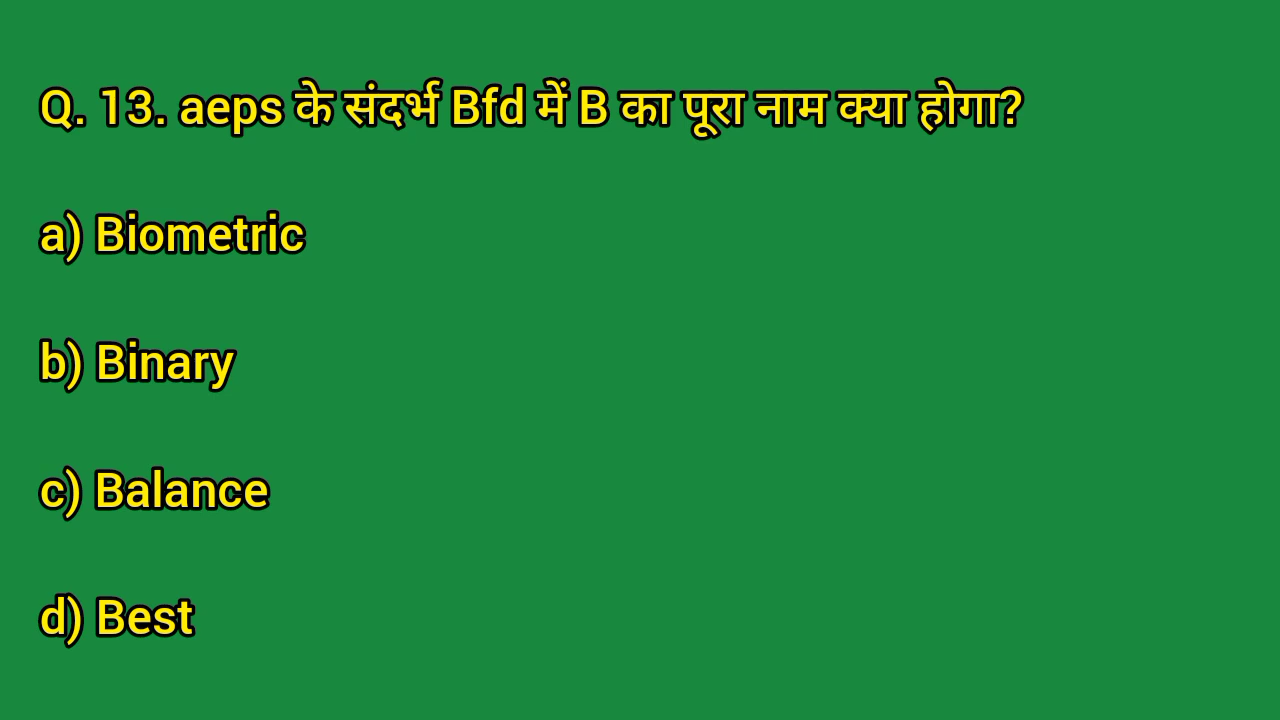 Q. 13. aeps के संदर्भ Bfd में B का पूरा नाम क्या होगा?
a) Biometric
b) Binary
c) Balance
d) Best